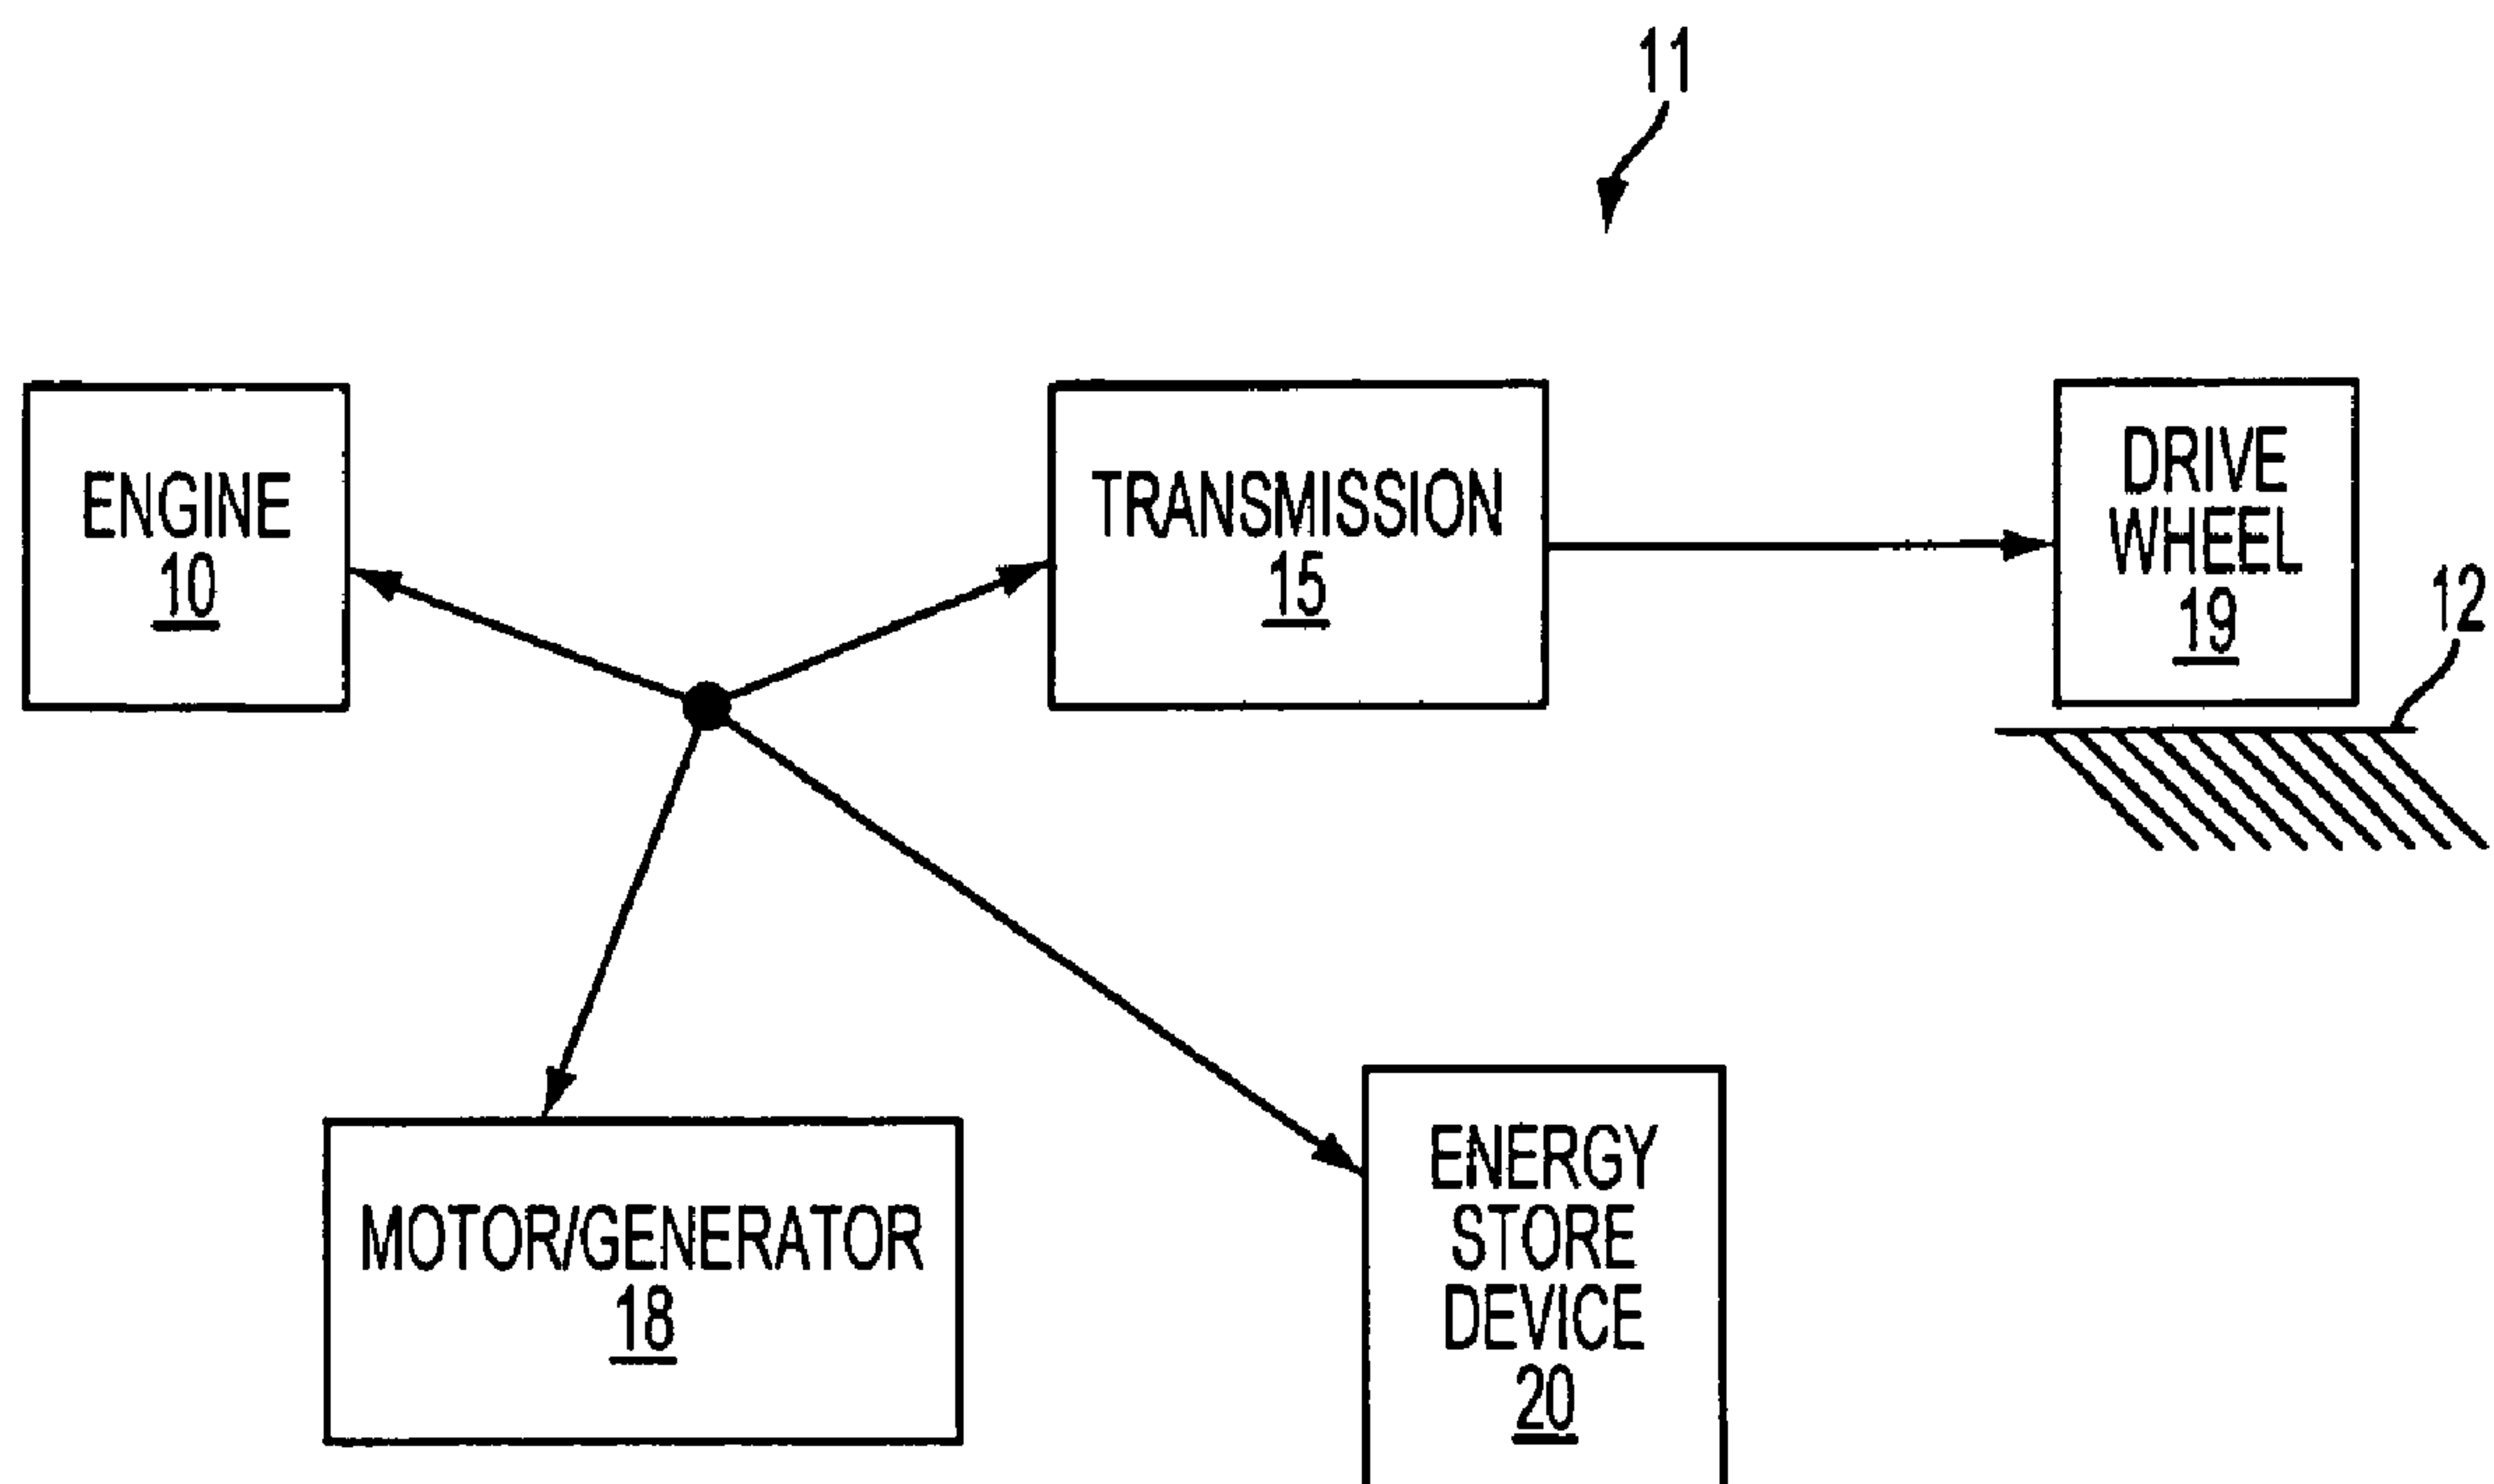 11
ENGINE
10
TRANSMISSION
15
DRIVE
WHEEL
19
12
MOTOR/GENERATOR
18
ENERGY
STORE
DEVICE
20